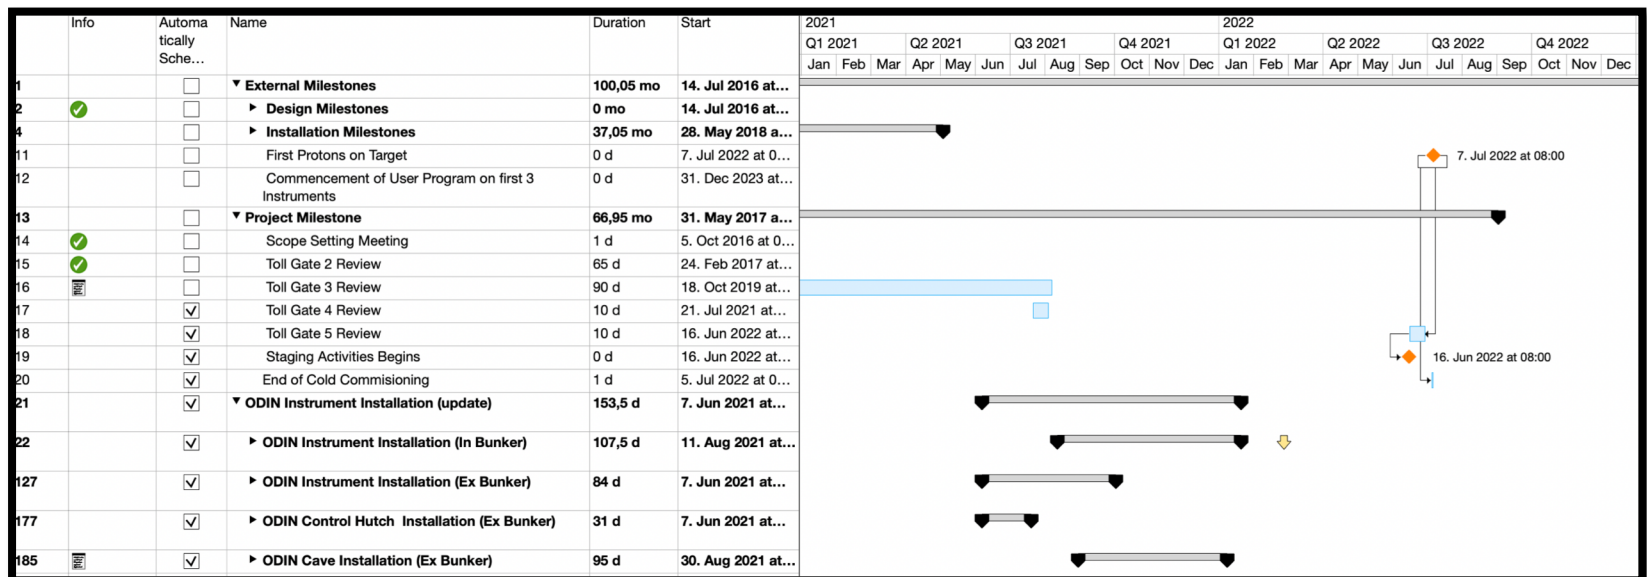 Info Automa Name Duration Start 2021 2022
tically Q1 2021 Q2 2021 Q3 2021 Q4 2021 Q1 2022 Q2 2022 Q3 2022 Q4 2022
Sche... Jan Feb Mar Apr May Jun Jul Aug Sep Oct Nov Dec Jan Feb Mar Apr May Jun Jul Aug Sep Oct Nov Dec
1 External Milestones 100,05 mo 14. Jul 2016 at...
2 Design Milestones 0 mo 14. Jul 2016 at...
4 Installation Milestones 37,05 mo 28. May 2018 a...
11 First Protons on Target 0 d 7. Jul 2022 at 0... 7. Jul 2022 at 08:00
12 Commencement of User Program on first 3 0 d 31. Dec 2023 at...
Instruments
13 Project Milestone 66,95 mo 31. May 2017 a...
14 Scope Setting Meeting 1 d 5. Oct 2016 at 0...
15 Toll Gate 2 Review 65 d 24. Feb 2017 at...
16 Toll Gate 3 Review 90 d 18. Oct 2019 at...
17 Toll Gate 4 Review 10 d 21. Jul 2021 at...
18 Toll Gate 5 Review 10 d 16. Jun 2022 at...
19 Staging Activities Begins 0 d 16. Jun 2022 at... 16. Jun 2022 at 08:00
20 End of Cold Commisioning 1 d 5. Jul 2022 at 0...
21 ODIN Instrument Installation (update) 153,5 d 7. Jun 2021 at...
22 ODIN Instrument Installation (In Bunker) 107,5 d 11. Aug 2021 at...
127 ODIN Instrument Installation (Ex Bunker) 84 d 7. Jun 2021 at...
177 ODIN Control Hutch Installation (Ex Bunker) 31 d 7. Jun 2021 at...
185 ODIN Cave Installation (Ex Bunker) 95 d 30. Aug 2021 at...